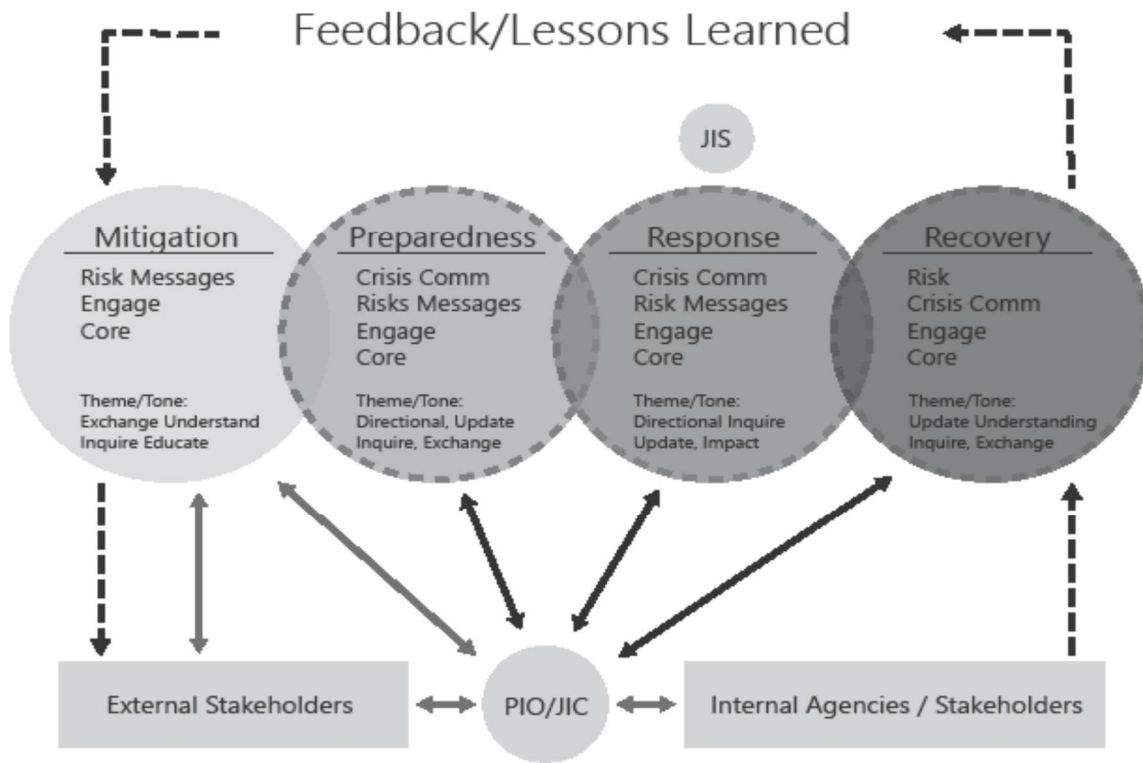 Feedback/Lessons Learned
JIS
Mitigation
Risk Messages
Engage
Core
Theme/Tone:
Exchange Understand
Inquire Educate
Preparedness
Crisis Comm
Risks Messages
Engage
Core
Theme/Tone:
Directional, Update
Inquire, Exchange
Response
Crisis Comm
Risk Messages
Engage
Core
Theme/Tone:
Directional Inquire
Update, Impact
Recovery
Risk
Crisis Comm
Engage
Core
Theme/Tone:
Update Understanding
Inquire, Exchange
External Stakeholders
PIO/JIC
Internal Agencies / Stakeholders